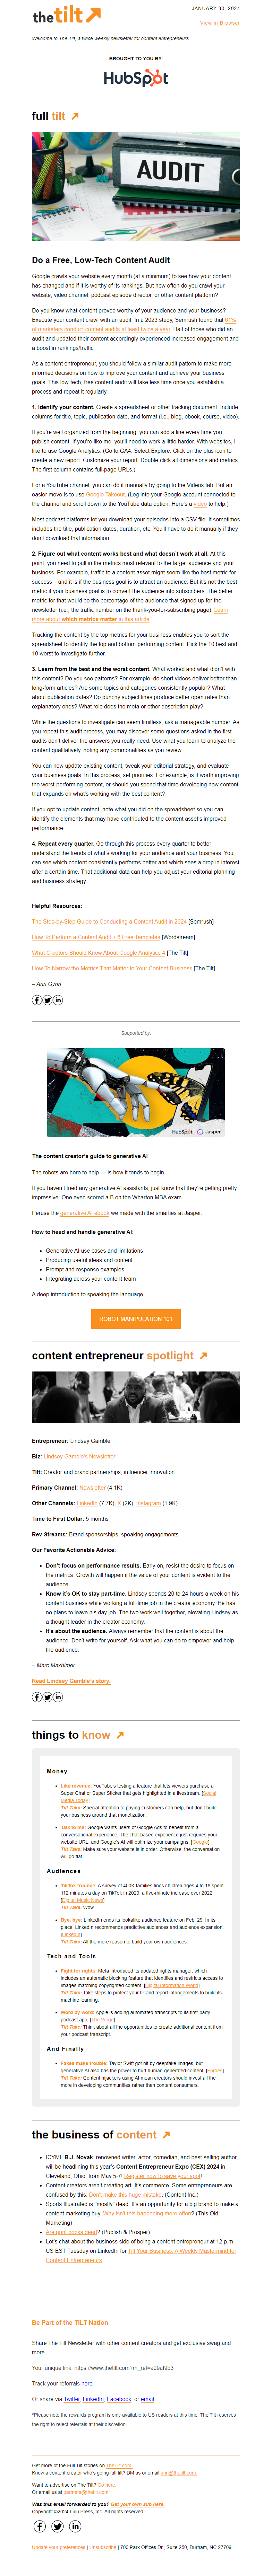 the tilt
JANUARY 30, 2024
View in Browser
Welcome to The Tilt, a twice-weekly newsletter for content entrepreneurs.
BROUGHT TO YOU BY:
HubSpot
full tilt
AUDIT
Do a Free, Low-Tech Content Audit
Google crawls your website every month (at a minimum) to see how your content
has changed and if it is worthy of its rankings. But how often do you crawl your
website, video channel, podcast episode director, or other content platform?
Do you know what content proved worthy of your audience and your business?
Execute your content crawl with an audit. In a 2023 study, Semrush found that 61%
of marketers conduct content audits at least twice a year. Half of those who did an
audit and updated their content accordingly experienced increased engagement and
a boost in rankings/traffic.
As a content entrepreneur, you should follow a similar audit pattern to make more
informed decisions on how to improve your content and achieve your business
goals. This low-tech, free content audit will take less time once you establish a
process and repeat it regularly.
1. Identify your content. Create a spreadsheet or other tracking document. Include
columns for title, topic, publication date, and format (i.e., blog, ebook, course, video).
If you're well organized from the beginning, you can add a line every time you
publish content. If you're like me, you'll need to work a little harder. With websites, I
like to use Google Analytics. (Go to GA4. Select Explore. Click on the plus icon to
create a new report. Customize your report. Double-click all dimensions and metrics.
The first column contains full-page URLs.)
For a YouTube channel, you can do it manually by going to the Videos tab. But an
easier move is to use Google Takeout. (Log into your Google account connected to
the channel and scroll down to the YouTube data option. Here's a video to help.)
Most podcast platforms let you download your episodes into a CSV file. It sometimes
includes the title, publication dates, duration, etc. You'll have to do it manually if they
don't download that information.
2. Figure out what content works best and what doesn't work at all. At this
point, you need to pull in the metrics most relevant to the target audience and your
business. For example, traffic to a content asset might seem like the best metric for
success – and it is if the business goal is to attract an audience. But it's not the best
metric if your business goal is to convert the audience into subscribers. The better
metric for that would be the percentage of the audience that signed up for the
newsletter (i.e., the traffic number on the thank-you-for-subscribing page). Learn
more about which metrics matter in this article.
Tracking the content by the top metrics for your business enables you to sort the
spreadsheet to identify the top-performing and worst-performing content. Pick the 10 best and
10 worst to investigate further.
3. Learn from the best and the worst content. What worked and what didn't with
this content? Do you see patterns? For example, do short videos deliver better than
long-form ones? Are some topics and categories consistently popular? What
about publication dates? Do punchy subject lines produce better open rates than
explanatory ones? What role does the video title or description play?
While the questions to investigate can seem limitless, ask a manageable number. As
you repeat this audit process, you may discover some questions asked in the first
audits don't deliver the answers you really need. Use what you learn to analyze the
content qualitatively, noting any commonalities as you review.
You can now update existing content, tweak your editorial strategy, and evaluate
your business goals. In this process, set priorities. For example, is it worth improving
the worst-performing content, or should you spend that time developing new content
that expands on what's working with the best content?
If you opt to update content, note what you did on the spreadsheet so you can
identify the elements that may contribute to the content asset's improved
performance.
4. Repeat every quarter. Go through this process every quarter to better
understand the trends of what's working for the audience and your business. You
can see which content consistently performs better and which sees a drop in interest
after a certain time. That additional knowledge can help you adjust your editorial planning
and business strategy.
Helpful Resources:
The Step-by-Step Guide to Conducting a Content Audit in 2024 [Semrush]
How To Perform a Content Audit + 6 Free Templates [Wordstream]
What Creators Should Know About Google Analytics 4 [The Tilt]
How To Narrow the Metrics That Matter to Your Content Business [The Tilt]
– Ann Gynn
Supported by:
HubSpot Jasper
The content creator's guide to generative AI
The robots are here to help — is how it tends to begin.
If you haven't tried any generative AI assistants, just know that they're getting pretty
impressive. One even scored a B on the Wharton MBA exam.
Peruse the generative AI ebook we made with the smarties at Jasper.
How to heed and handle generative AI:
• Generative AI use cases and limitations
• Producing useful ideas and content
• Prompt and response examples
• Integrating across your content team
A deep introduction to speaking the language.
ROBOT MANIPULATION 101
content entrepreneur spotlight
Entrepreneur: Lindsey Gamble
Biz: Lindsey Gamble's Newsletter
Tilt: Creator and brand partnerships, influencer innovation
Primary Channel: Newsletter (4.1K)
Other Channels: LinkedIn (7.7K), X (2K), Instagram (1.9K)
Time to First Dollar: 5 months
Rev Streams: Brand sponsorships, speaking engagements
Our Favorite Actionable Advice:
• Don't focus on performance results. Early on, resist the desire to focus on
metrics. Growth will happen if the value of your content is evident to the
audience.
• Know it's OK to stay part-time. Lindsey spends 20 to 24 hours a week on his
business while working a full-time job in the creator economy. He has
no plans to leave his day job. The two work well together, elevating Lindsey as
a thought leader in the creator economy.
• It's about the audience. Always remember that the content is about the
audience. Don't write for yourself. Ask what you can do to empower and help
the audience.
– Marc Maxhimer
Read Lindsey Gamble's story.
things to know
Money
• Like revenue: YouTube's testing a feature that lets viewers purchase a
Super Chat or Super Sticker that gets highlighted in a livestream. [Social
Media Today]
Tilt Take: Special attention to paying customers can help, but don't build
your business around that monetization.
• Talk to me: Google wants users of Google Ads to benefit from a
conversational experience. The chat-based experience just requires your
website URL, and Google's AI will optimize your campaigns. [Google]
Tilt Take: Make sure your website is in order. Otherwise, the conversation
will go flat.
Audiences
• TikTok trounce: A survey of 400K families finds children ages 4 to 18 spent
112 minutes a day on TikTok in 2023, a five-minute increase over 2022.
[Digital Music News]
Tilt Take: Wow.
• Bye, bye: LinkedIn ends its lookalike audience feature on Feb. 29. In its
place, LinkedIn recommends predictive audiences and audience expansion.
[LinkedIn]
Tilt Take: All the more reason to build your own audiences.
Tech and Tools
• Fight for rights: Meta introduced its updated rights manager, which
includes an automatic blocking feature that identifies and restricts access to
images matching copyrighted content. [Digital Information World]
Tilt Take: Take steps to protect your IP and report infringements to build its
machine learning.
• Word by word: Apple is adding automated transcripts to its first-party
podcast app. [The Verge]
Tilt Take: Think about all the opportunities to create additional content from
your podcast transcript.
And Finally
• Fakes make trouble: Taylor Swift got hit by deepfake images, but
generative AI also has the power to hurt human-generated content. [Forbes]
Tilt Take: Content hijackers using AI mean creators should invest all the
more in developing communities rather than content businesses.
the business of content
• ICYMI: B.J. Novak, renowned writer, actor, comedian, and best-selling author,
will be headlining this year's Content Entrepreneur Expo (CEX) 2024 in
Cleveland, Ohio, from May 5-7! Register now to save your spot!
• Content creators aren't creating art. It's commerce. Some entrepreneurs are
confused by this. Don't make this huge mistake. (Content Inc.)
• Sports Illustrated is "mostly" dead. It's an opportunity for a big brand to make a
marketing buy. Why isn't this happening more often? (This Old
Marketing)
• Are print books dead? (Publish & Prosper)
• Let's chat about the business side of being a content entrepreneur at 12 p.m.
US EST Tuesday on LinkedIn for Tilt Your Business: A Weekly Mastermind for
Content Entrepreneurs.
Be Part of the TILT Nation
Share The Tilt Newsletter with other content creators and get exclusive swag and
more.
Your unique link: https://www.thetilt.com?rh_ref=a09af9b3
Track your referrals here.
Or share via Twitter, LinkedIn, Facebook, or email.
*Please note the rewards program is only available to US readers at this time. The Tilt reserves
the right to reject referrals at their discretion.
Get more of the Full Tilt stories on TheTilt.com.
Know a content creator who's going full tilt? DM us or email ann@thetilt.com.
Want to advertise on The Tilt? Go here.
Or email us at partners@thetilt.com.
Was this email forwarded to you. Get your own sub here.
Copyright ©2024 Lulu Press, Inc. All rights reserved.
Update your preferences | Unsubscribe | 700 Park Offices Dr., Suite 250, Durham, NC 27709